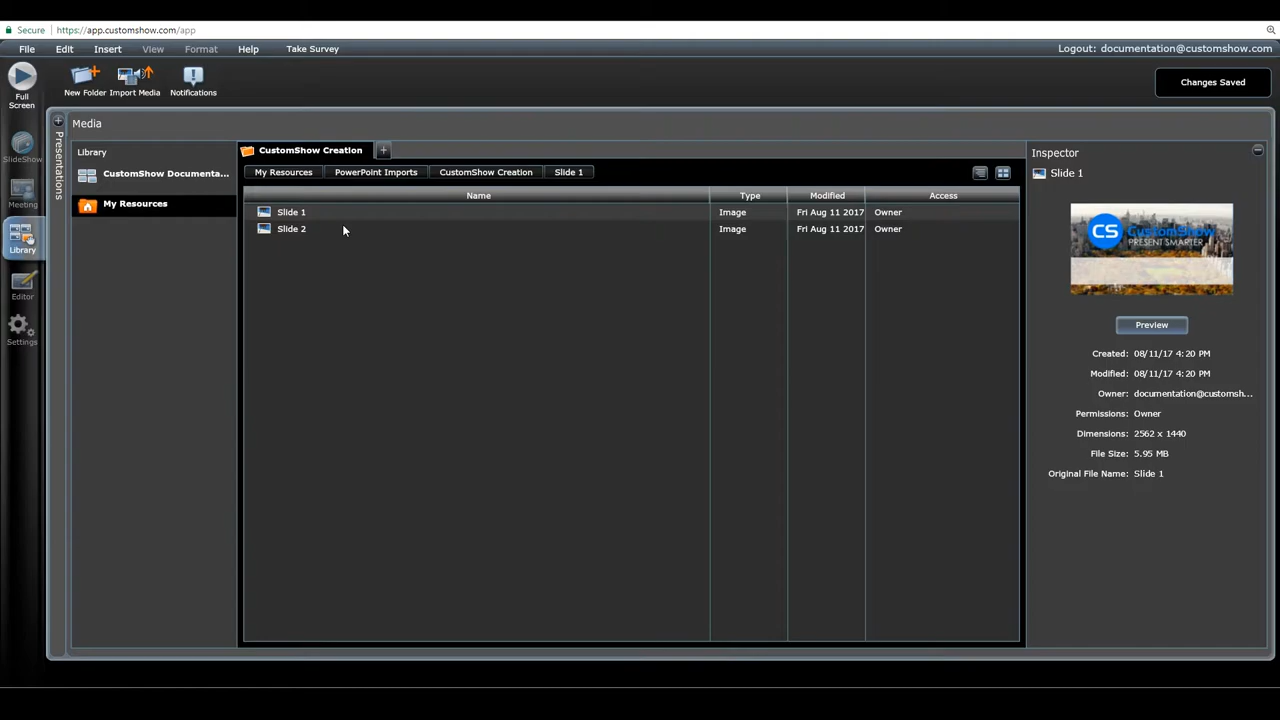 Secure https://app.customshow.com/app
File Edit Insert View Format Help Take Survey Logout: documentation@customshow.com
Full Screen
New Folder Import Media Notifications Changes Saved
SlideShow
Meeting
Library
Editor
Settings
Presentations
Media
Library
CustomShow Documenta...
My Resources
CustomShow Creation +
My Resources PowerPoint Imports CustomShow Creation Slide 1
Name Type Modified Access
Slide 1 Image Fri Aug 11 2017 Owner
Slide 2 Image Fri Aug 11 2017 Owner
Inspector
Slide 1
CS CustomShow
PRESENT SMARTER
Preview
Created: 08/11/17 4:20 PM
Modified: 08/11/17 4:20 PM
Owner: documentation@customsh...
Permissions: Owner
Dimensions: 2562 x 1440
File Size: 5.95 MB
Original File Name: Slide 1